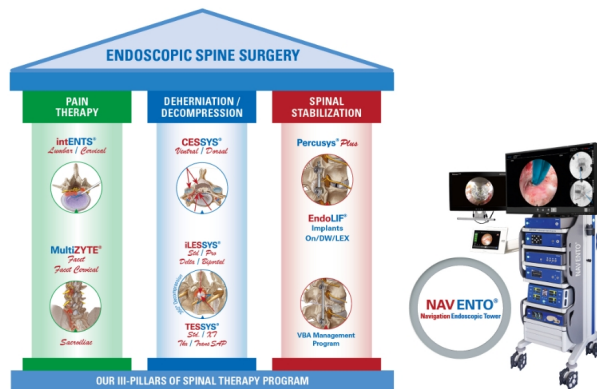 ENDOSCOPIC SPINE SURGERY
PAIN
THERAPY
intENTS®
Lumbar / Cervical
MultiZYTE®
Facet
Facet Cervical
Sacroiliac
DEHERNIATION /
DECOMPRESSION
CESSYS®
Ventral / Dorsal
iLESSYS®
Std / Pro
Delta / Biportal
TESSYS®
Std / XT
Thx / TransSAP
SPINAL
STABILIZATION
Percusys® Plus
EndoLIF®
Implants
On/DW/LEX
VBA Management
Program
OUR III-PILLARS OF SPINAL THERAPY PROGRAM
NAVENTO®
Navigation Endoscopic Tower